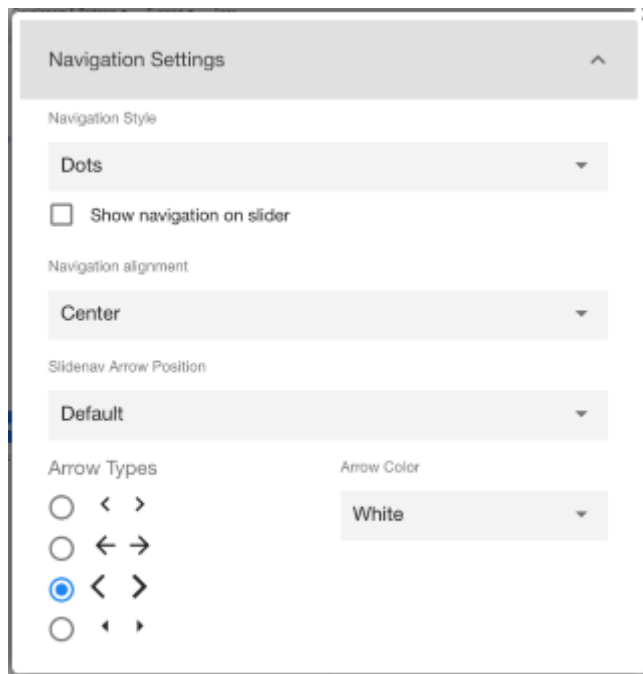 Navigation Settings
Navigation Style
Dots
Show navigation on slider
Navigation alignment
Center
Slidenav Arrow Position
Default
Arrow Types
Arrow Color
White